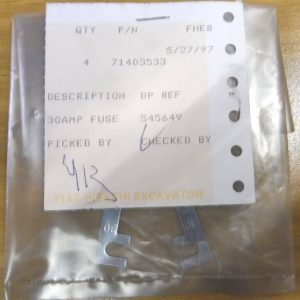 QTY P/N FHEB
5/27/97
4 71403533
DESCRIPTION DP REF
30AMP FUSE 545649
PICKED BY CHECKED BY
FIAT HITACHI EXCAVATOR